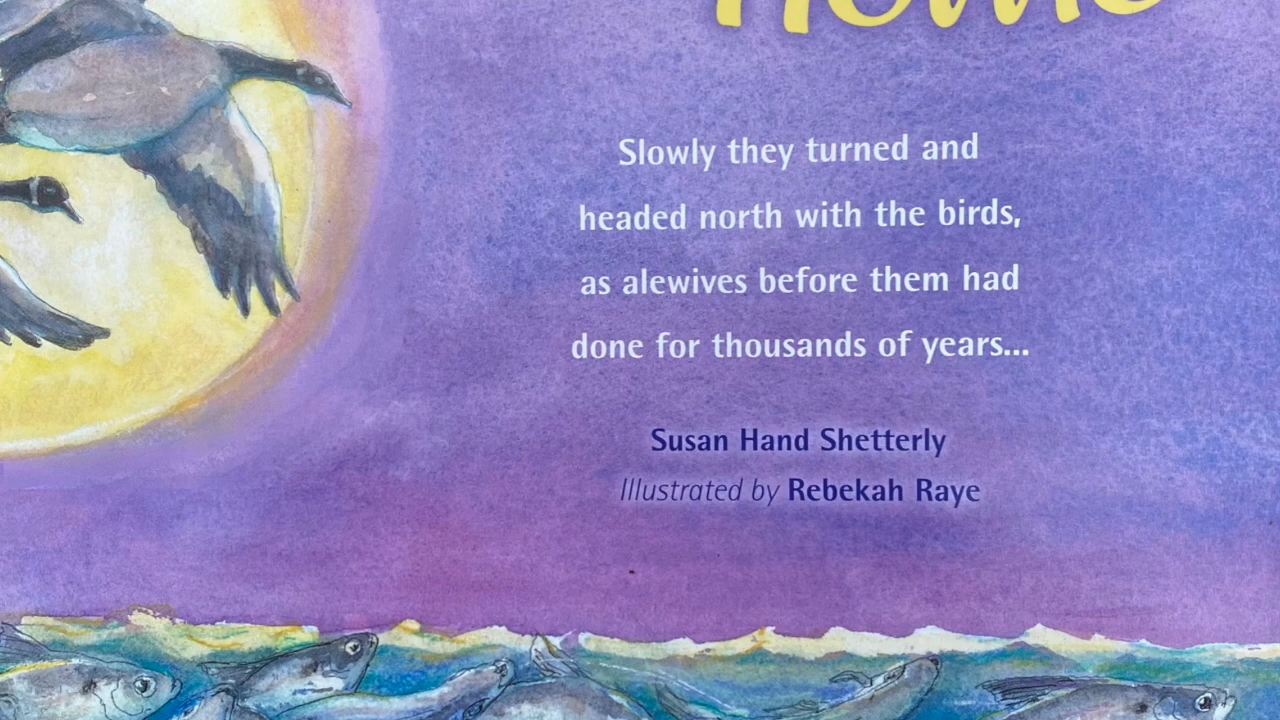 Slowly they turned and
headed north with the birds,
as alewives before them had
done for thousands of years...
Susan Hand Shetterly
Illustrated by Rebekah Raye